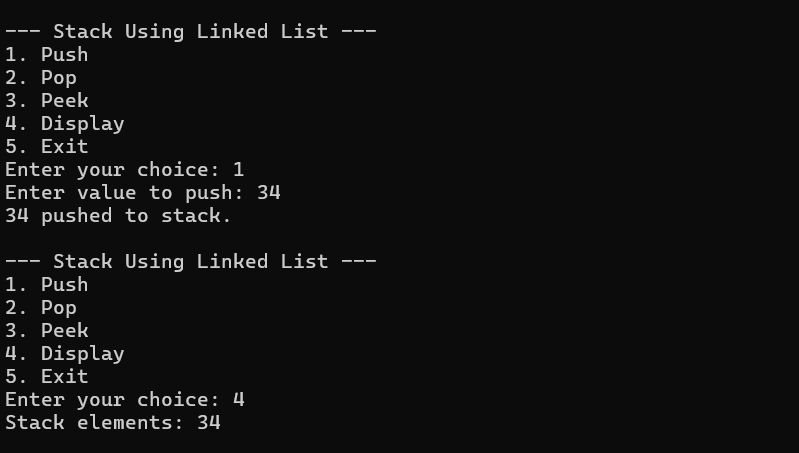 --- Stack Using Linked List ---
1. Push
2. Pop
3. Peek
4. Display
5. Exit
Enter your choice: 1
Enter value to push: 34
34 pushed to stack.

--- Stack Using Linked List ---
1. Push
2. Pop
3. Peek
4. Display
5. Exit
Enter your choice: 4
Stack elements: 34